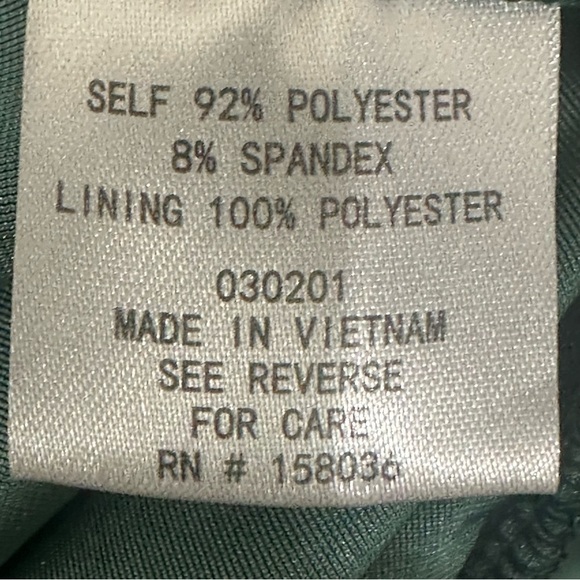 SELF 92% POLYESTER
8% SPANDEX
LINING 100% POLYESTER
030201
MADE IN VIETNAM
SEE REVERSE
FOR CARE
RN # 158036